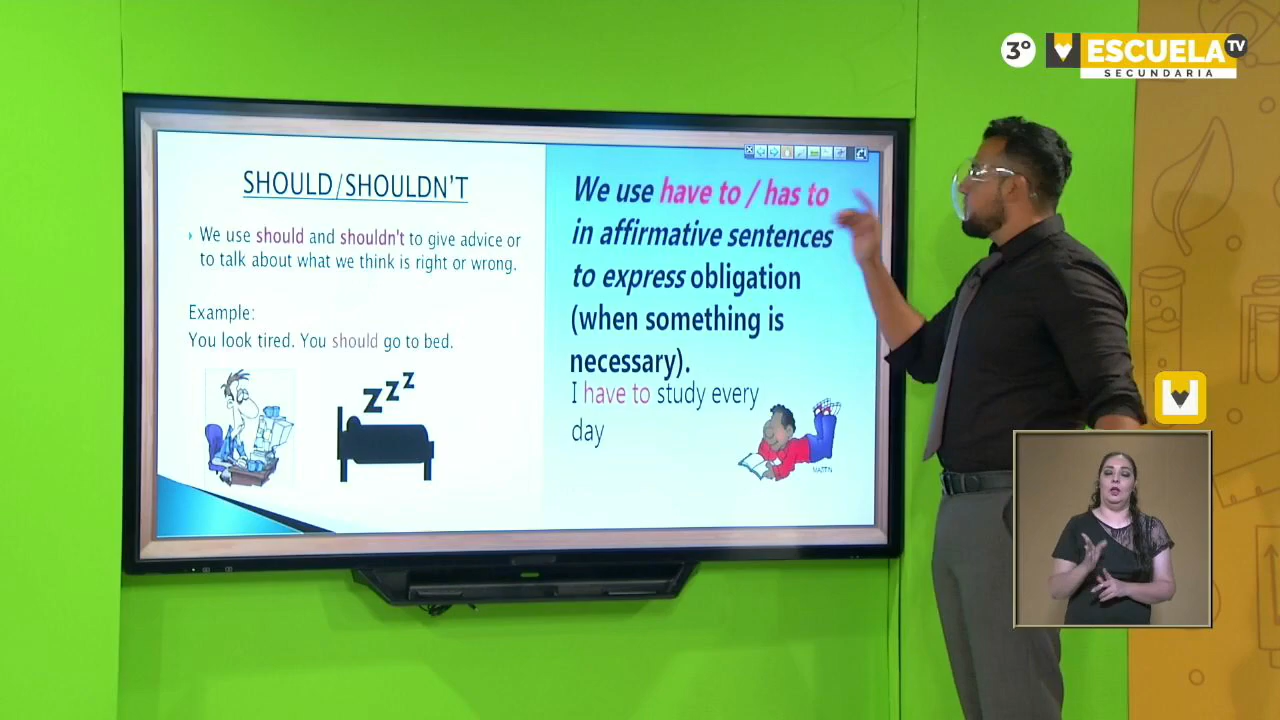 3°
ESCUELA TV
SECUNDARIA
SHOULD/SHOULDN'T
We use should and shouldn't to give advice or
to talk about what we think is right or wrong.
Example:
You look tired. You should go to bed.
zzz
We use have to / has to
in affirmative sentences
to express obligation
(when something is
necessary).
I have to study every
day
MARTIN